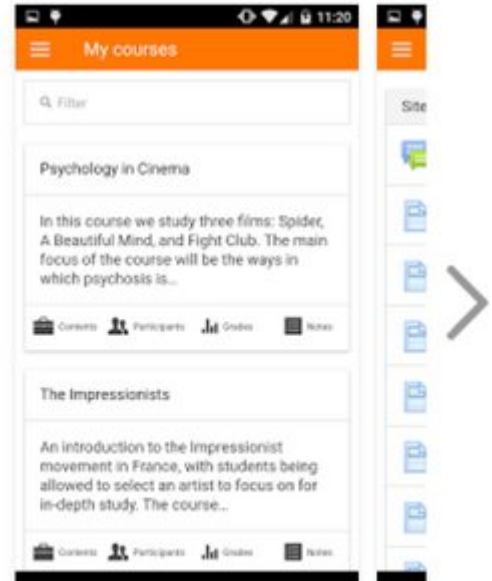 11:20
My courses
Filter
Psychology in Cinema
In this course we study three films: Spider,
A Beautiful Mind, and Fight Club. The main
focus of the course will be the ways in
which psychosis is...
Contents Participants Grades Notes
The Impressionists
An introduction to the Impressionist
movement in France, with students being
allowed to select an artist to focus on for
in-depth study. The course...
Contents Participants Grades Notes
Site